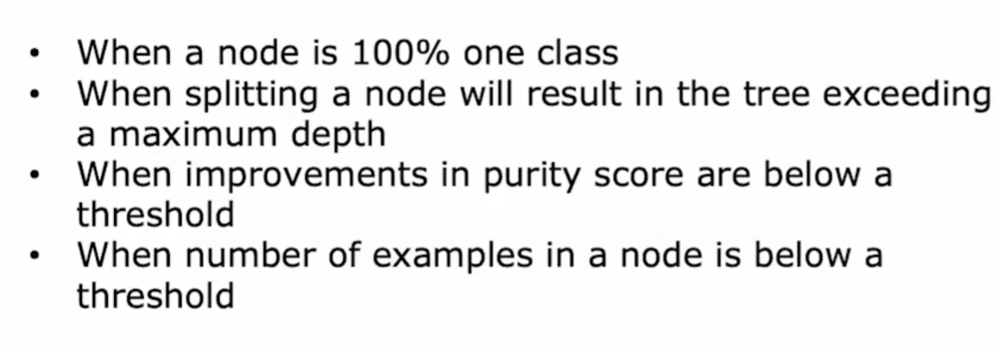 • When a node is 100% one class
• When splitting a node will result in the tree exceeding
a maximum depth
• When improvements in purity score are below a
threshold
• When number of examples in a node is below a
threshold